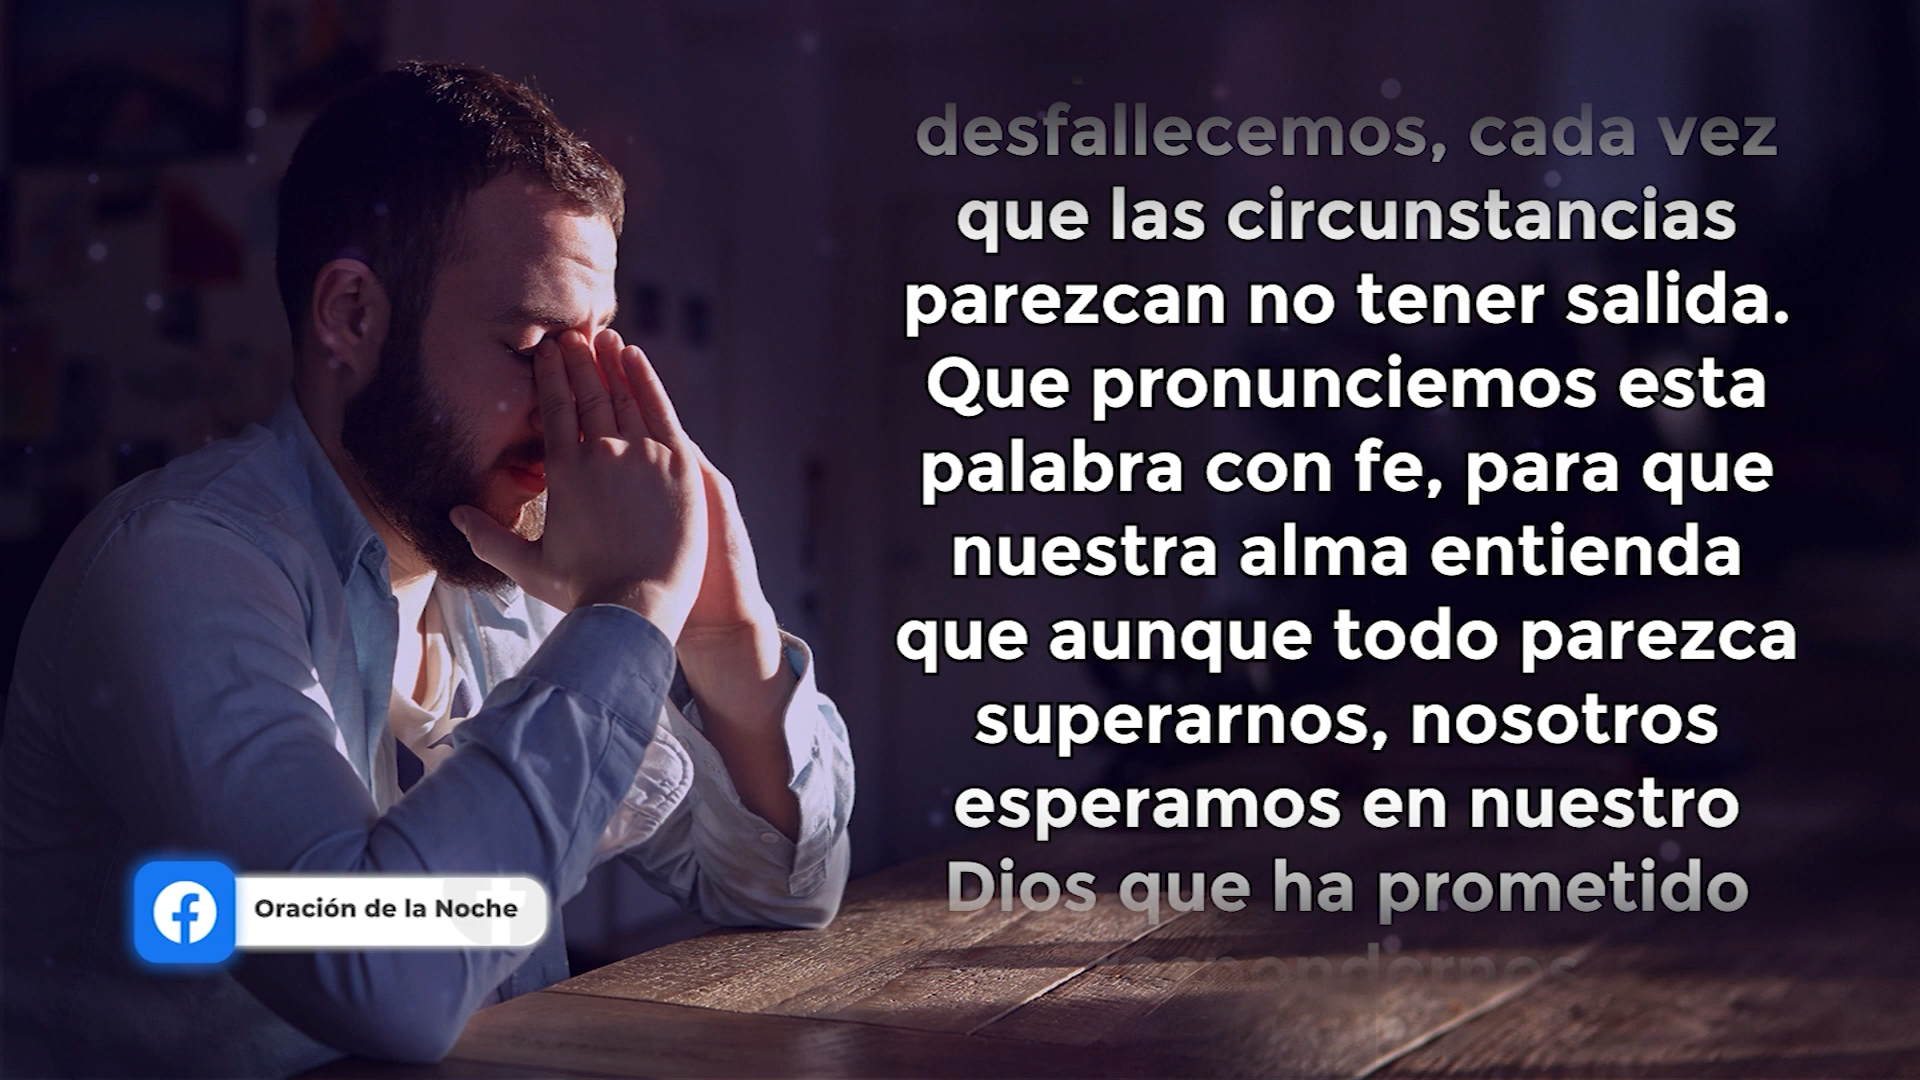 desfallecemos, cada vez
que las circunstancias
parezcan no tener salida.
Que pronunciemos esta
palabra con fe, para que
nuestra alma entienda
que aunque todo parezca
superarnos, nosotros
esperamos en nuestro
Dios que ha prometido
respondernos
Oración de la Noche